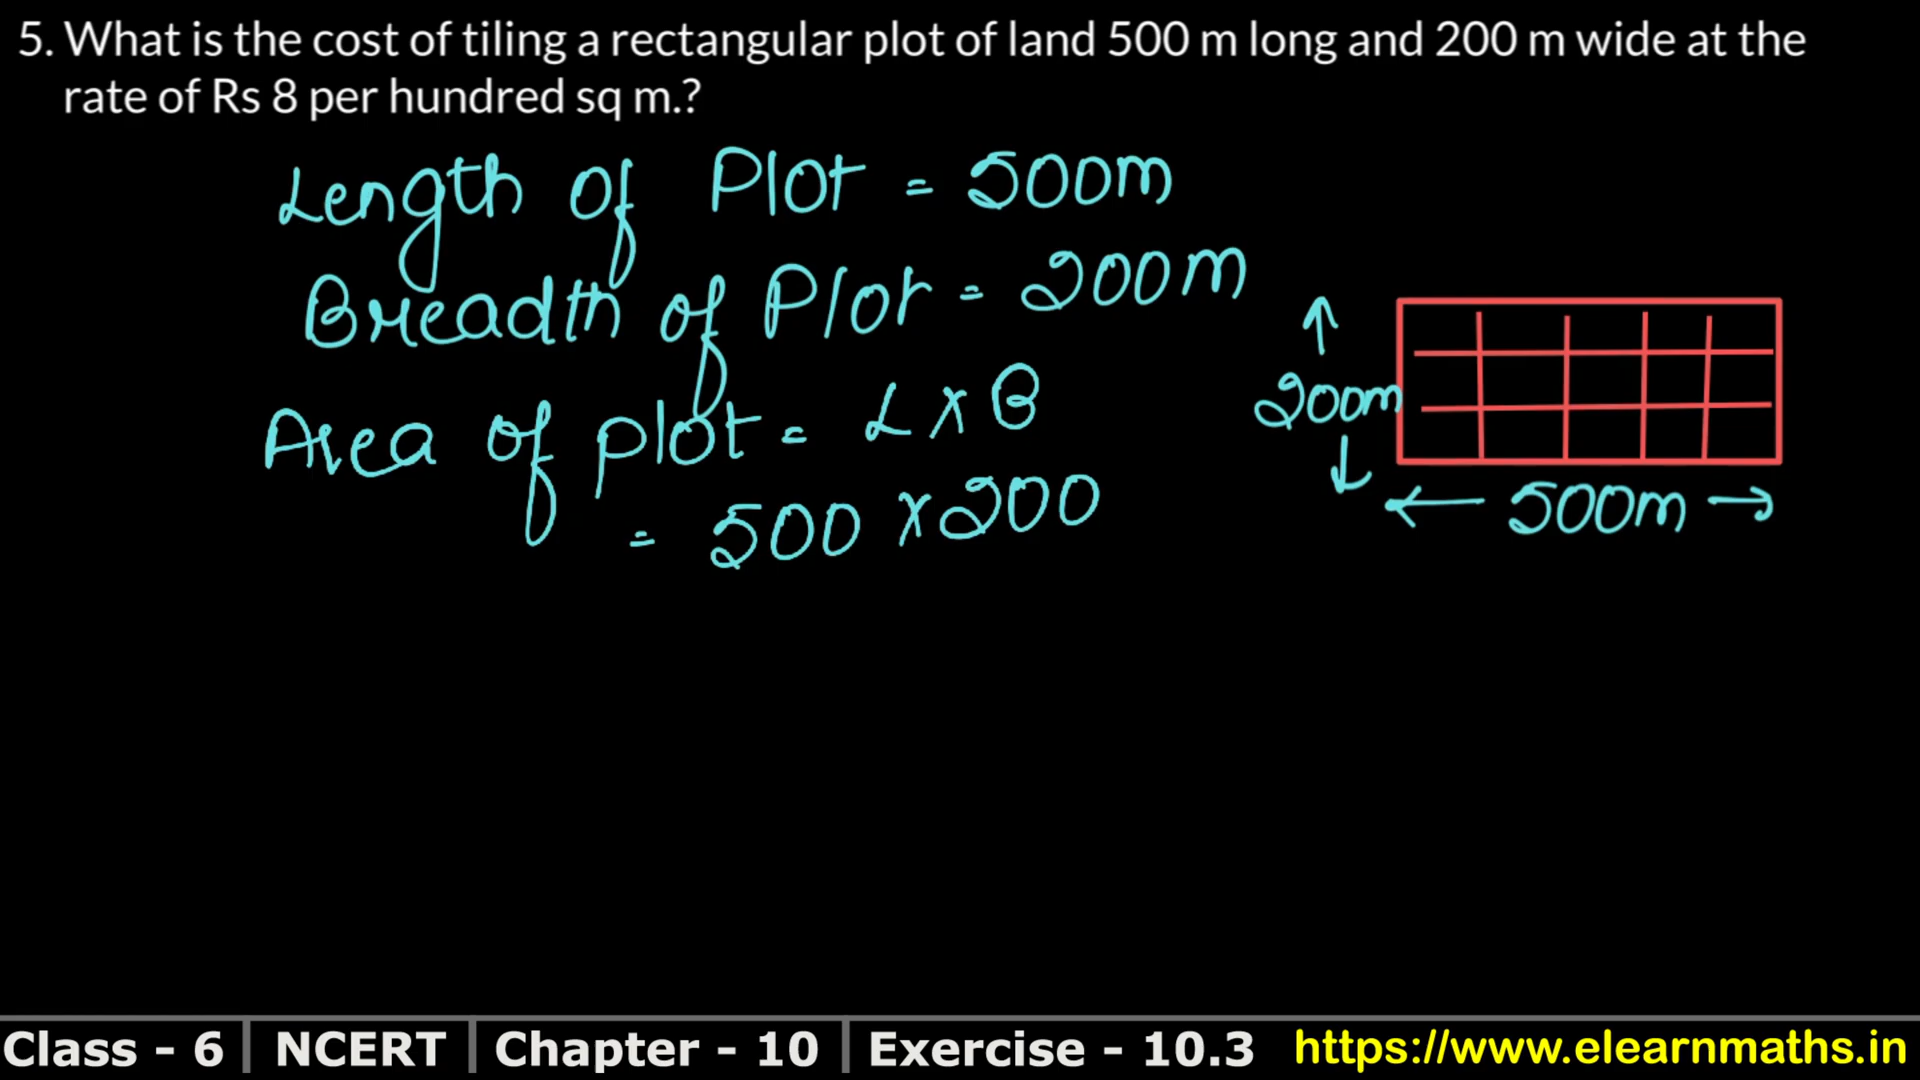 5. What is the cost of tiling a rectangular plot of land 500 m long and 200 m wide at the
rate of Rs 8 per hundred sq m.?
Length of Plot = 500m
Breadth of Plot = 200m
Area of plot = L x B
= 500 x 200
200m
500m
Class - 6 | NCERT | Chapter - 10 | Exercise - 10.3 https://www.elearnmaths.in